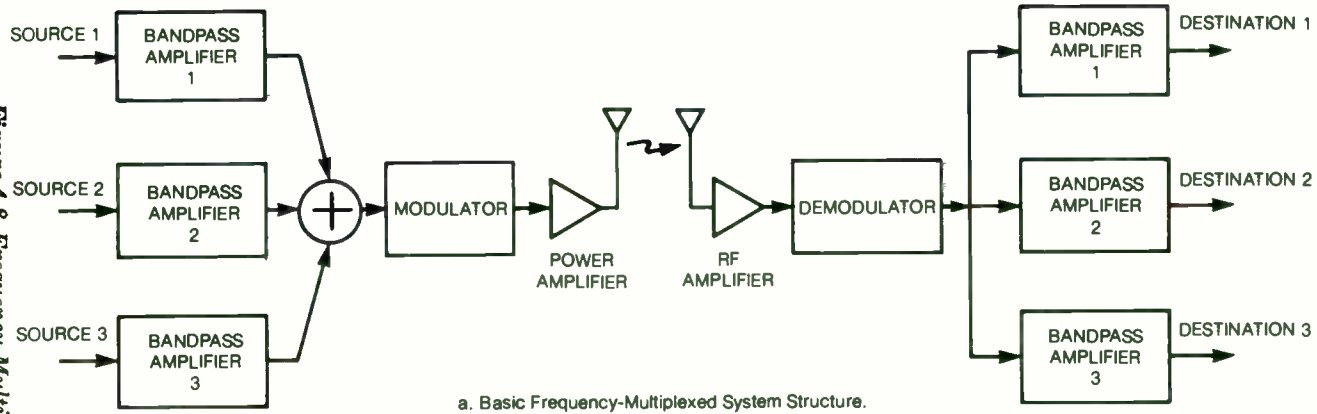 SOURCE 1
BANDPASS
AMPLIFIER
1
SOURCE 2
BANDPASS
AMPLIFIER
2
SOURCE 3
BANDPASS
AMPLIFIER
3
MODULATOR
POWER
AMPLIFIER
RF
AMPLIFIER
DEMODULATOR
BANDPASS
AMPLIFIER
1
DESTINATION 1
BANDPASS
AMPLIFIER
2
DESTINATION 2
BANDPASS
AMPLIFIER
3
DESTINATION 3
a. Basic Frequency-Multiplexed System Structure.